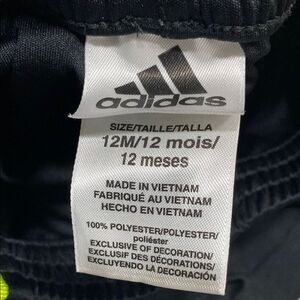 adidas
SIZE/TAILLE/TALLA
12M/12 mois/
12 meses
MADE IN VIETNAM
FABRIQUÉ AU VIETNAM
HECHO EN VIETNAM
100% POLYESTER/POLYESTER/
poliéster
EXCLUSIVE OF DECORATION/
EXCLUSIF DES DÉCORATIONS/
EXCLUYENDO LA DECORACIÓN